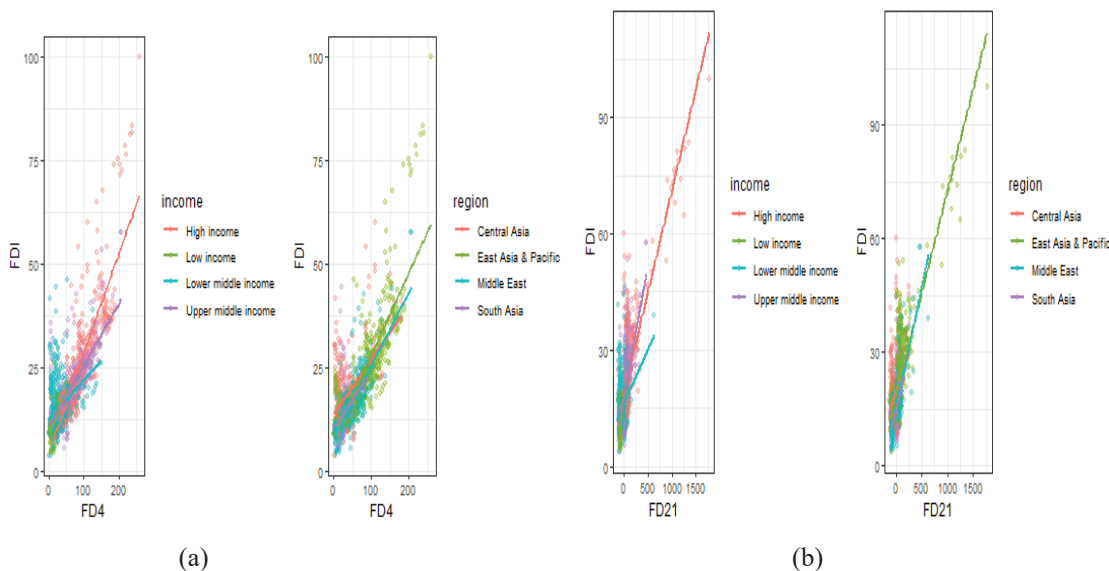 FDI
100
75
50
25
0
0
100
200
FD4
income
High income
Low income
Lower middle income
Upper middle income
FDI
100
75
50
25
0
0
100
200
FD4
region
Central Asia
East Asia & Pacific
Middle East
South Asia
(a)
FDI
90
60
30
0
0
500
1000
1500
FD21
income
High income
Low income
Lower middle income
Upper middle income
FDI
90
60
30
0
0
500
1000
1500
FD21
region
Central Asia
East Asia & Pacific
Middle East
South Asia
(b)